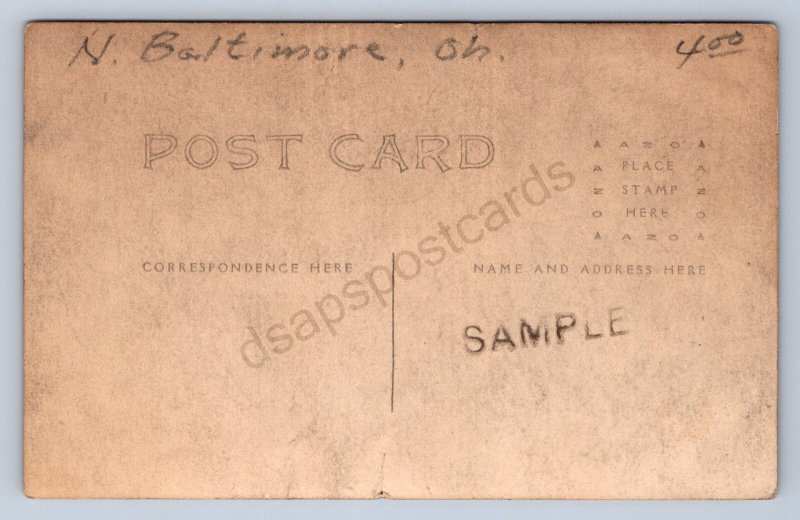 N. Baltimore, Oh. 4.00
POST CARD
▲ AZO ▲
A PLACE A
Z STAMP Z
O HERE O
▲ AZO ▲
CORRESPONDENCE HERE
NAME AND ADDRESS HERE
SAMPLE
dsapspostcards